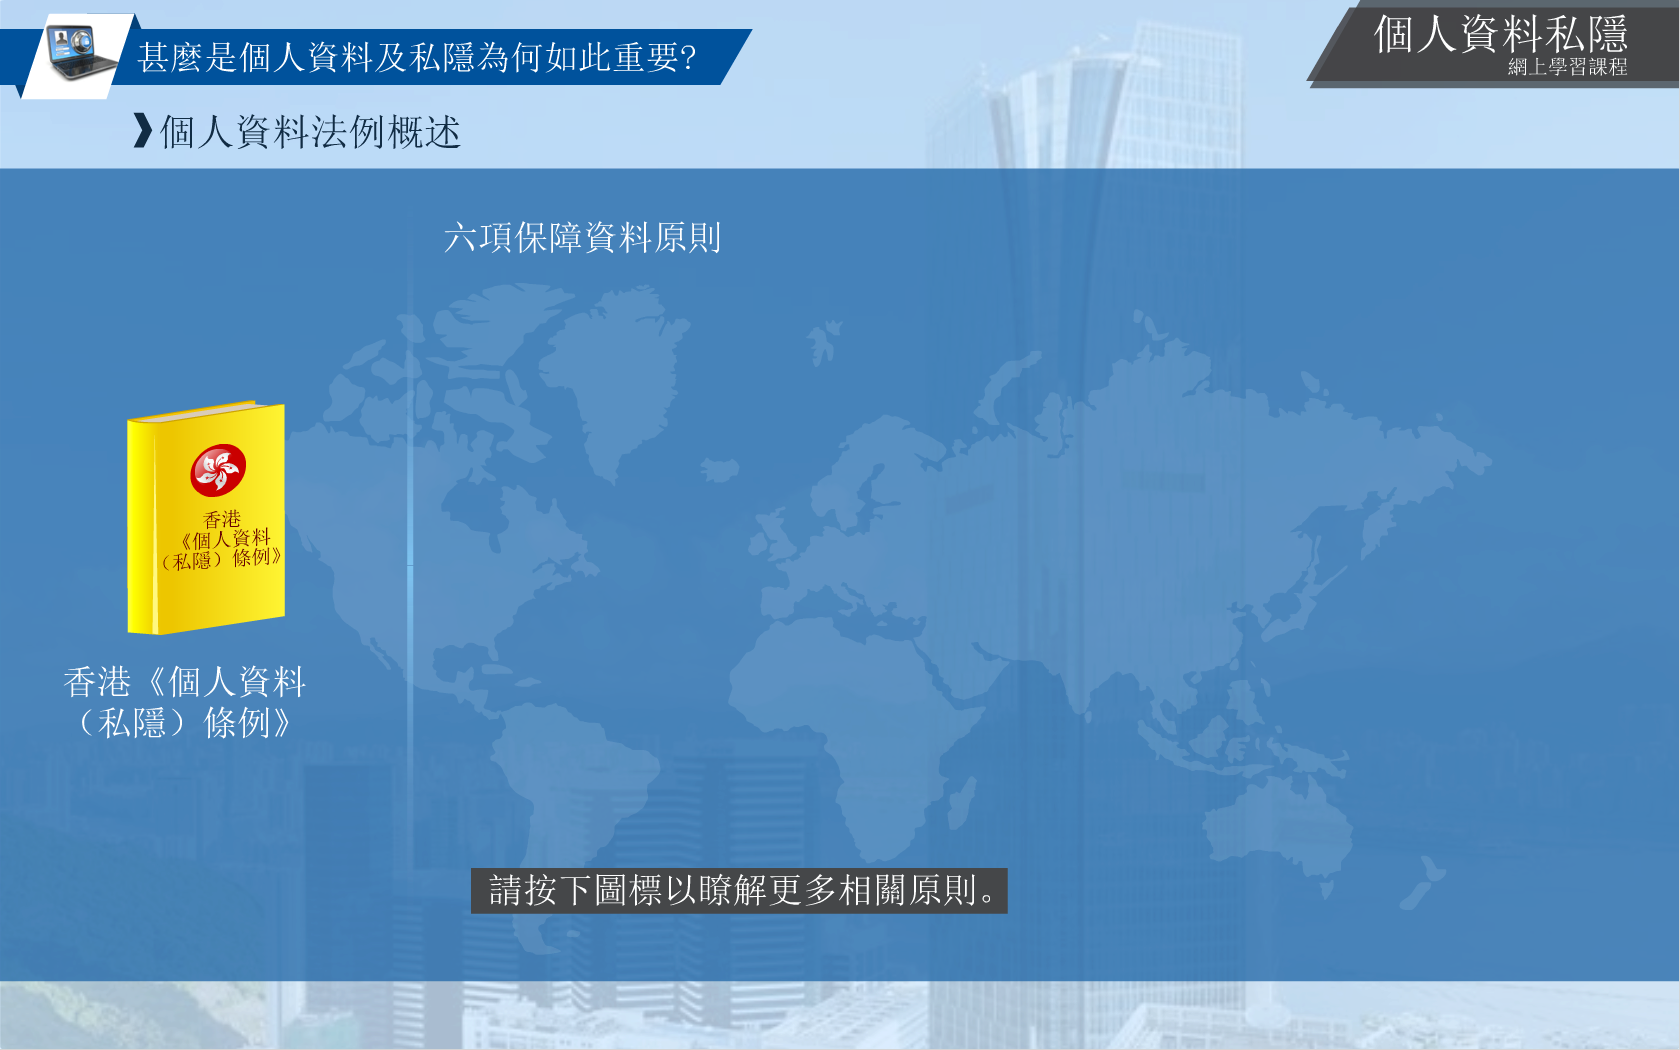 甚麼是個人資料及私隱為何如此重要?
個人資料私隱
網上學習課程
個人資料法例概述
六項保障資料原則
香港
《個人資料
（私隱）條例》
香港《個人資料
（私隱）條例》
請按下圖標以瞭解更多相關原則。